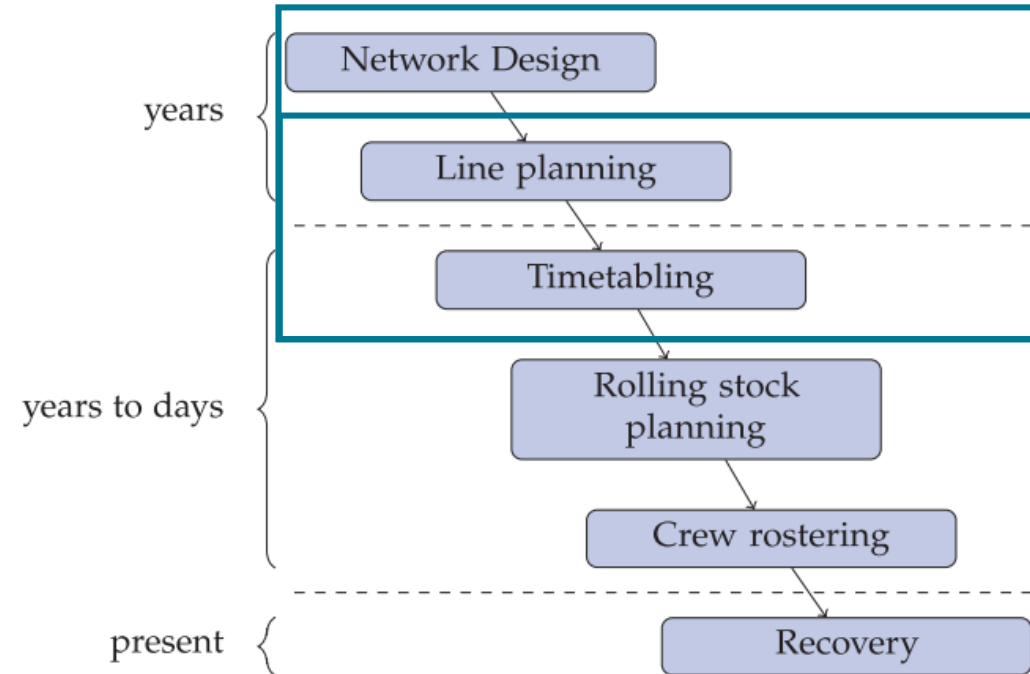 Network Design
years
Line planning
Timetabling
years to days
Rolling stock
planning
Crew rostering
present
Recovery